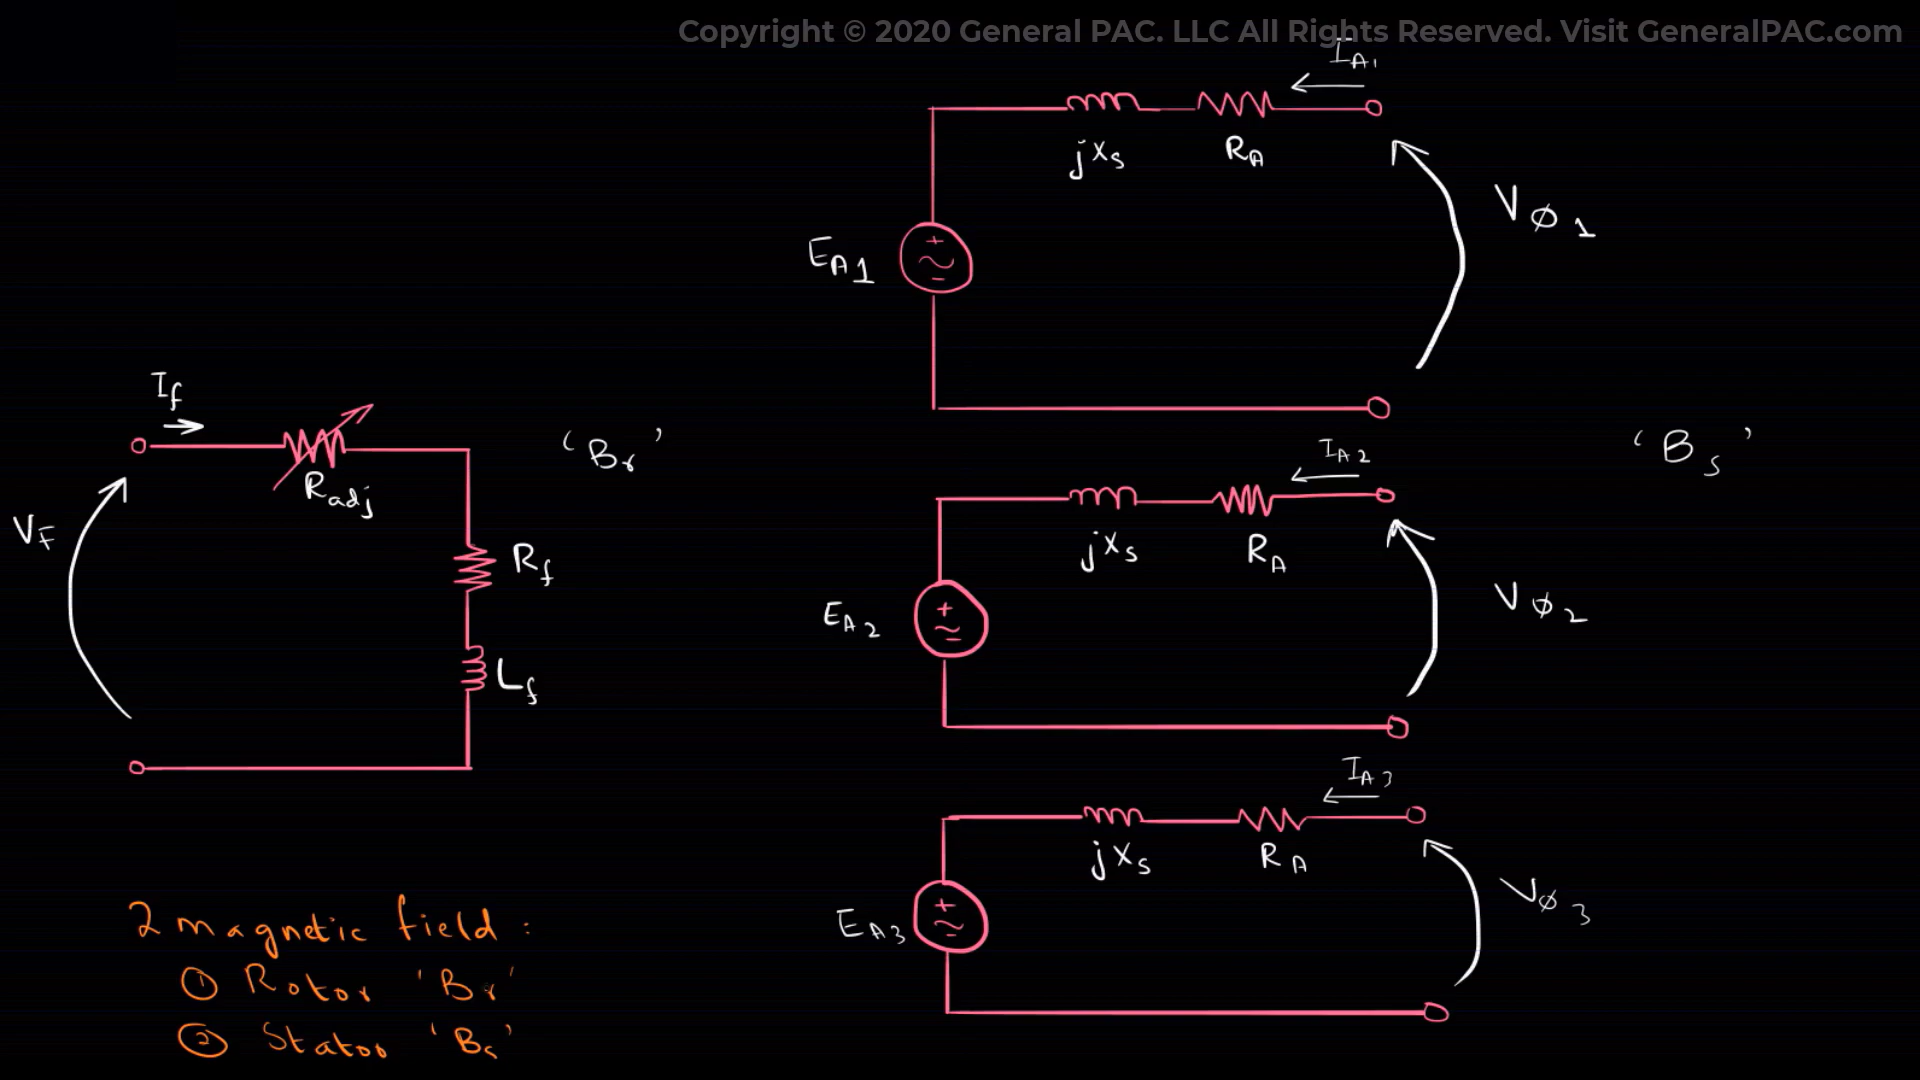 Copyright © 2020 General PAC. LLC All Rights Reserved. Visit GeneralPAC.com
I A1
jXs
RA
Vφ1
EA1
If
'Br'
Radj
VF
Rf
Lf
'Bs'
IA2
jXs
RA
Vφ2
EA2
IA3
jXs
RA
Vφ3
EA3
2 magnetic field :
① Rotor 'Br'
② Stator 'Bs'